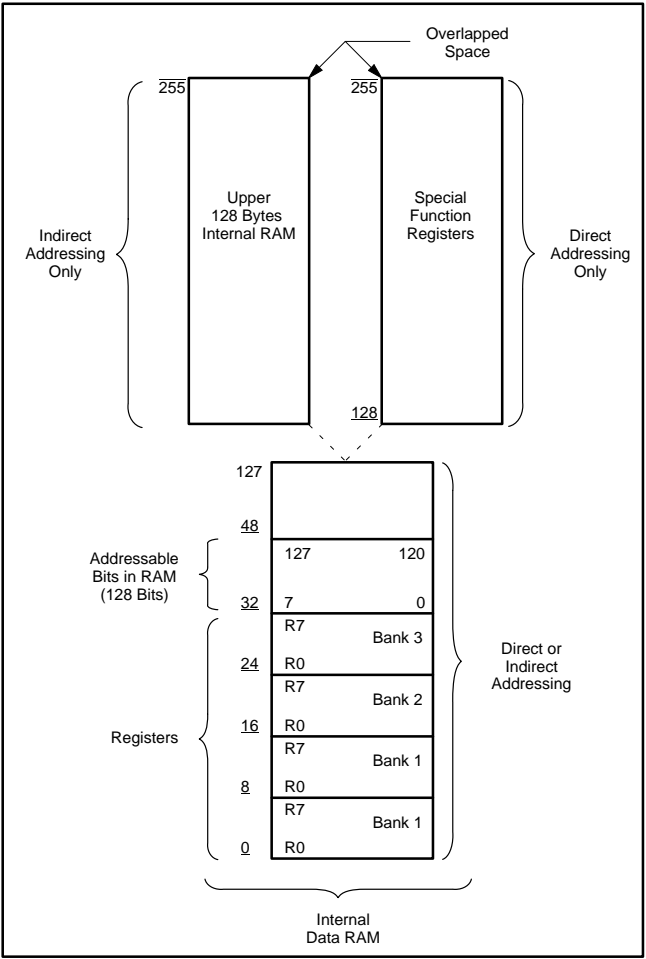 Overlapped
Space
255
255
Upper
128 Bytes
Internal RAM
Special
Function
Registers
Indirect
Addressing
Only
Direct
Addressing
Only
128
127
48
Addressable
Bits in RAM
(128 Bits)
127 120
32 7 0
R7
Bank 3
24 R0
R7
Bank 2
16 R0
Registers
R7
Bank 1
8 R0
R7
Bank 1
0 R0
Direct or
Indirect
Addressing
Internal
Data RAM